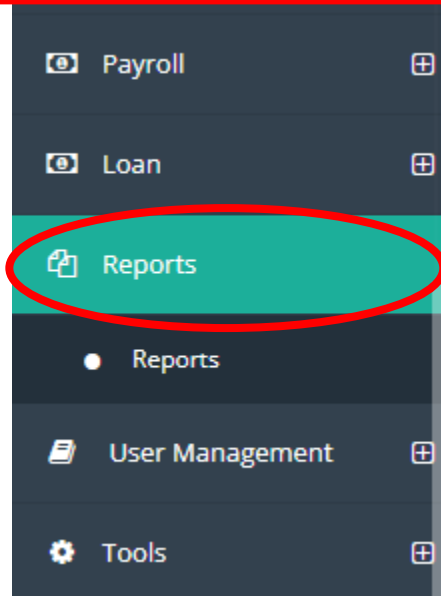 Payroll
Loan
Reports
Reports
User Management
Tools